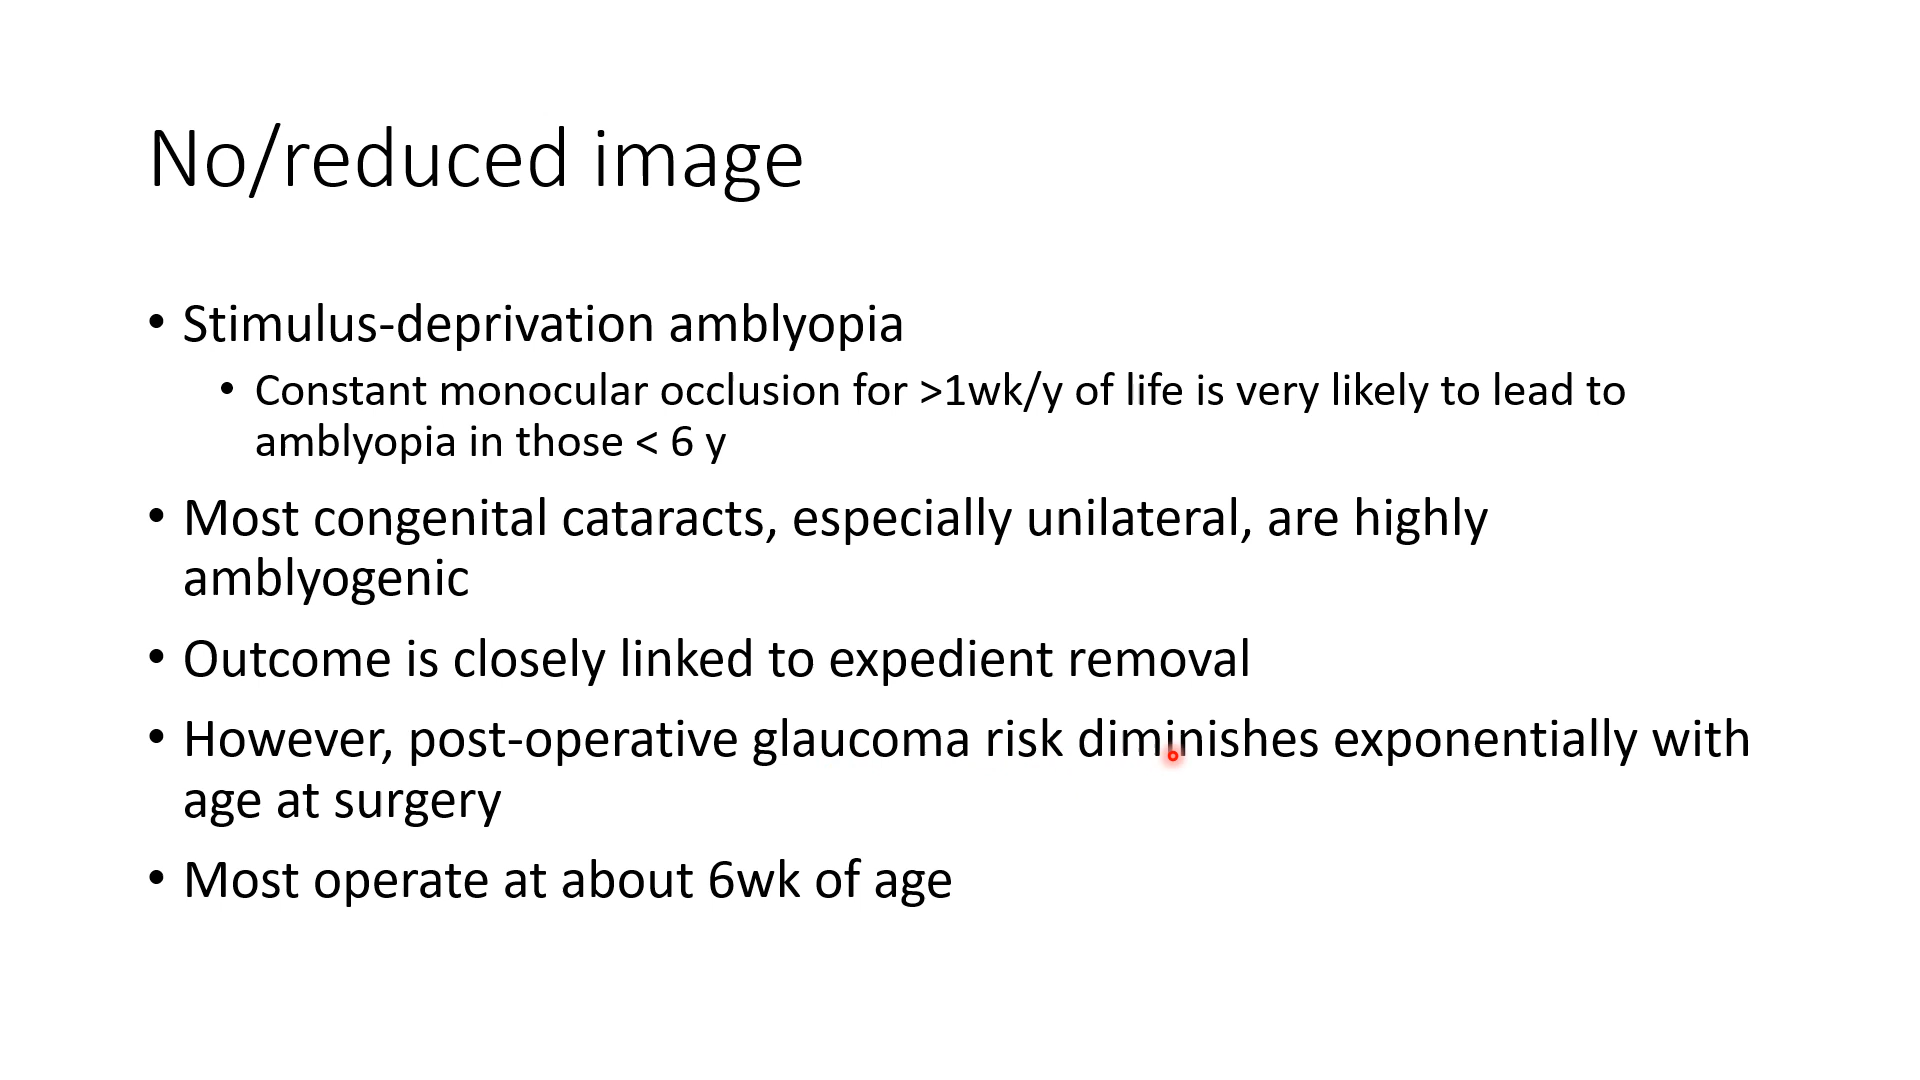 No/reduced image
• Stimulus-deprivation amblyopia
• Constant monocular occlusion for >1wk/y of life is very likely to lead to
amblyopia in those < 6 y
• Most congenital cataracts, especially unilateral, are highly
amblyogenic
• Outcome is closely linked to expedient removal
• However, post-operative glaucoma risk diminishes exponentially with
age at surgery
• Most operate at about 6wk of age